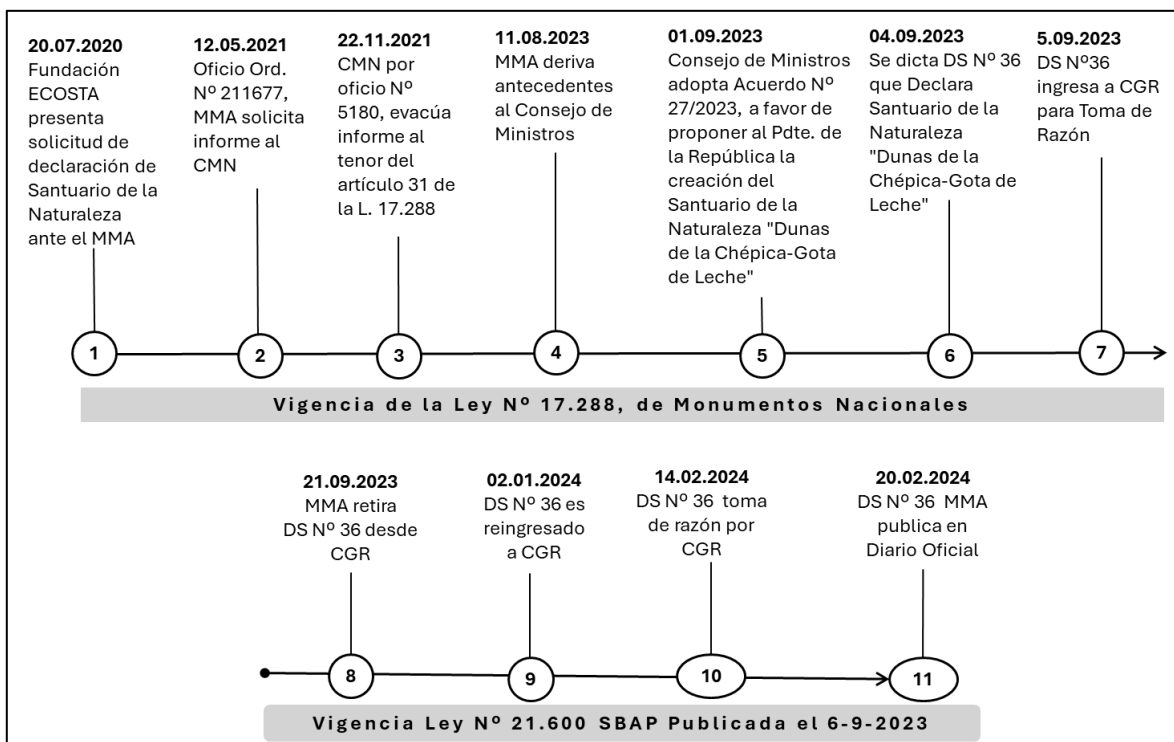 20.07.2020
Fundación
ECOSTA
presenta
solicitud de
declaración de
Santuario de la
Naturaleza
ante el MMA
12.05.2021
Oficio Ord.
Nº 211677,
MMA solicita
informe al
CMN
22.11.2021
CMN por
oficio Nº
5180, evacúa
informe al
tenor del
artículo 31 de
la L. 17.288
11.08.2023
MMA deriva
antecedentes
al Consejo de
Ministros
01.09.2023
Consejo de Ministros
adopta Acuerdo Nº
27/2023, a favor de
proponer al Pdte. de
la República la
creación del
Santuario de la
Naturaleza "Dunas
de la Chépica-Gota
de Leche"
04.09.2023
Se dicta DS Nº 36
que Declara
Santuario de la
Naturaleza
"Dunas de la
Chépica-Gota de
Leche"
5.09.2023
DS Nº36
ingresa a CGR
para Toma de
Razón
1
2
3
4
5
6
7
Vigencia de la Ley Nº 17.288, de Monumentos Nacionales
21.09.2023
MMA retira
DS Nº 36 desde
CGR
02.01.2024
DS Nº 36 es
reingresado
a CGR
14.02.2024
DS Nº 36 toma
de razón por
CGR
20.02.2024
DS Nº 36 MMA
publica en
Diario Oficial
8
9
10
11
Vigencia Ley Nº 21.600 SBAP Publicada el 6-9-2023